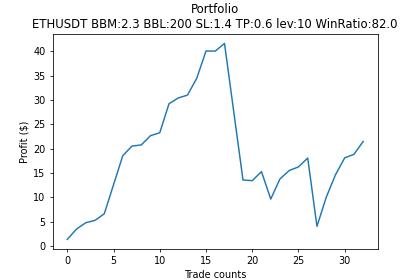 Portfolio
ETHUSDT BBM:2.3 BBL:200 SL:1.4 TP:0.6 lev:10 WinRatio:82.0
Profit ($)
40
35
30
25
20
15
10
5
0
0 5 10 15 20 25 30
Trade counts